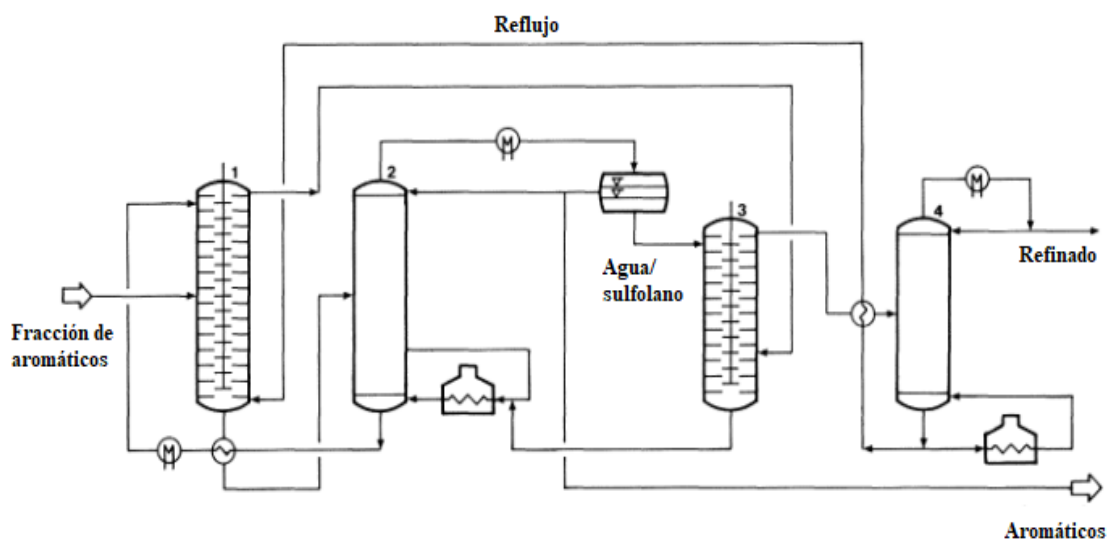 Reflujo
1
2
3
4
Agua/
sulfolano
Refinado
Fracción de
aromáticos
Aromáticos